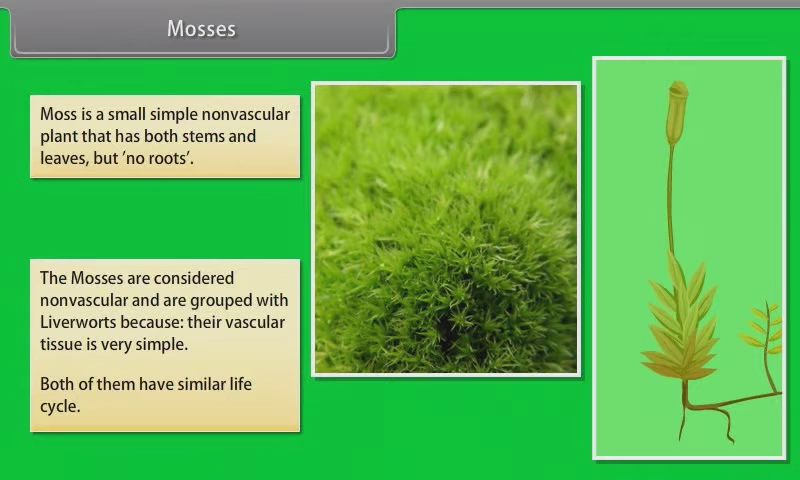 Mosses
Moss is a small simple nonvascular
plant that has both stems and
leaves, but ‘no roots’.
The Mosses are considered
nonvascular and are grouped with
Liverworts because: their vascular
tissue is very simple.
Both of them have similar life
cycle.